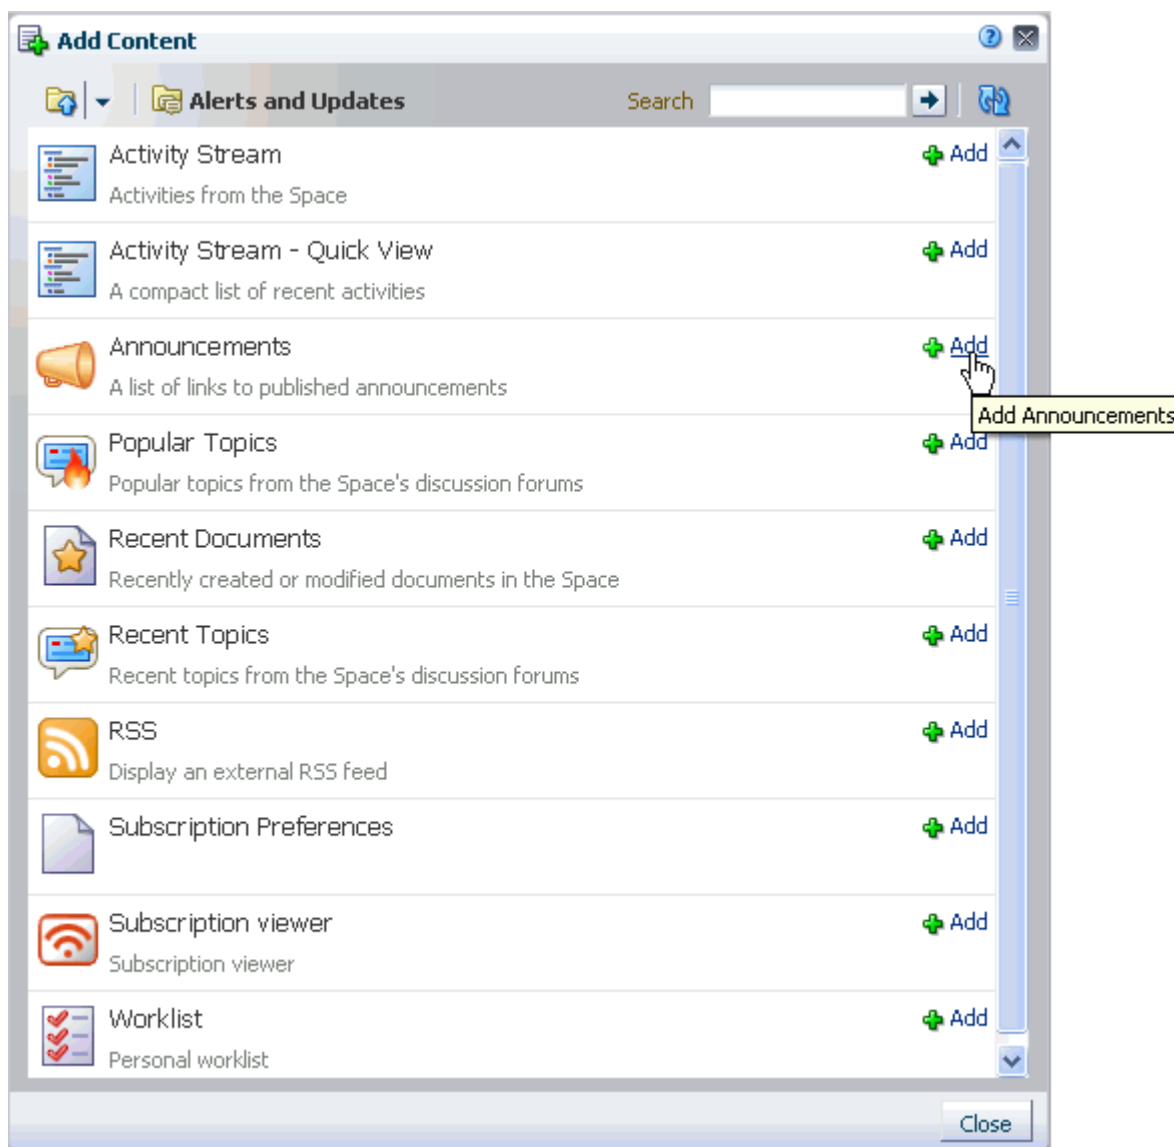 Add Content
Alerts and Updates Search
Activity Stream Add
Activities from the Space
Activity Stream - Quick View Add
A compact list of recent activities
Announcements Add
A list of links to published announcements
Add Announcements
Popular Topics Add
Popular topics from the Space's discussion forums
Recent Documents Add
Recently created or modified documents in the Space
Recent Topics Add
Recent topics from the Space's discussion forums
RSS Add
Display an external RSS feed
Subscription Preferences Add
Subscription viewer Add
Subscription viewer
Worklist Add
Personal worklist
Close